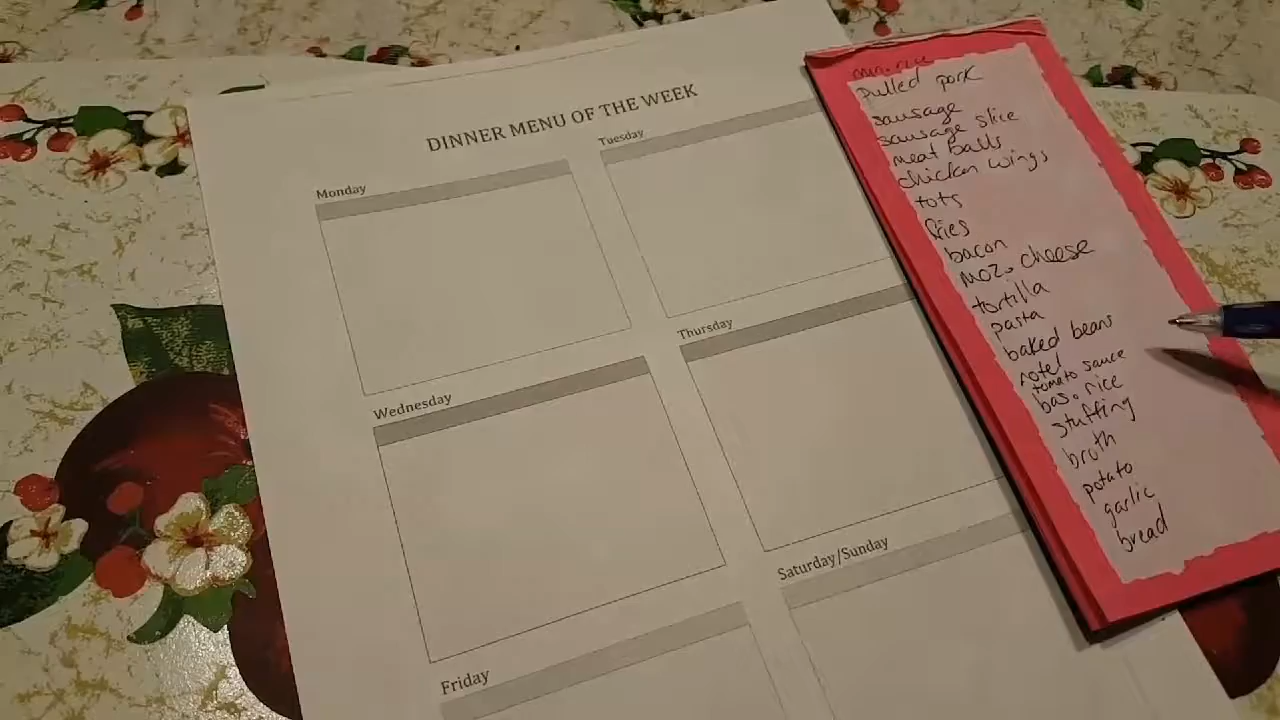 DINNER MENU OF THE WEEK
Monday
Tuesday
Wednesday
Thursday
Friday
Saturday/Sunday
rice
pulled pork
sausage
sausage slice
meat balls
chicken wings
tots
fries
bacon
moz. cheese
tortilla
pasta
baked beans
rotel
tomato sauce
bas. rice
stuffing
broth
potato
garlic
bread